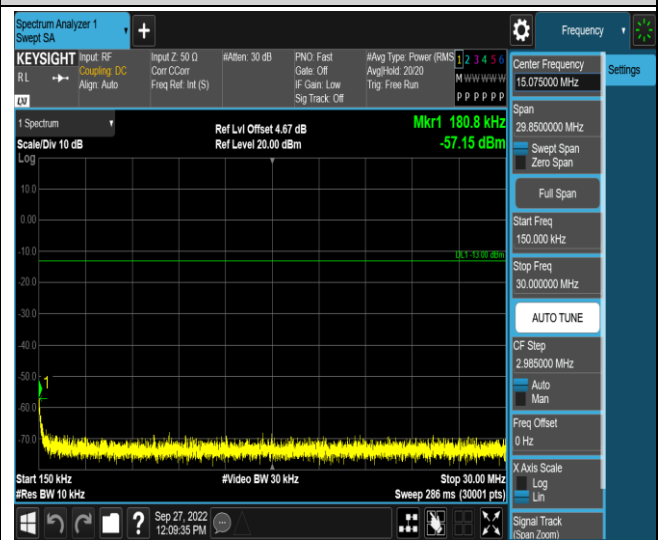 Spectrum Analyzer 1
Swept SA
+
Frequency
KEYSIGHT
RL
LXI
Input: RF
Coupling: DC
Align: Auto
Input Z: 50 Ω
Corr CCorr
Freq Ref: Int (S)
#Atten: 30 dB
PNO: Fast
Gate: Off
IF Gain: Low
Sig Track: Off
#Avg Type: Power (RMS
Avg|Hold: 20/20
Trig: Free Run
1 2 3 4 5 6
M W W W W W
P P P P P P
Center Frequency
15.075000 MHz
Settings
1 Spectrum
Scale/Div 10 dB
Ref Lvl Offset 4.67 dB
Ref Level 20.00 dBm
Mkr1 180.8 kHz
-57.15 dBm
Log
10.0
0.00
-10.0
-20.0
-30.0
-40.0
-50.0
-60.0
-70.0
DL1 -13.00 dBm
1
Start 150 kHz
#Res BW 10 kHz
#Video BW 30 kHz
Stop 30.00 MHz
Sweep 286 ms (30001 pts)
Span
29.8500000 MHz
Swept Span
Zero Span
Full Span
Start Freq
150.000 kHz
Stop Freq
30.000000 MHz
AUTO TUNE
CF Step
2.985000 MHz
Auto
Man
Freq Offset
0 Hz
X Axis Scale
Log
Lin
Signal Track
(Span Zoom)
?
Sep 27, 2022
12:09:35 PM